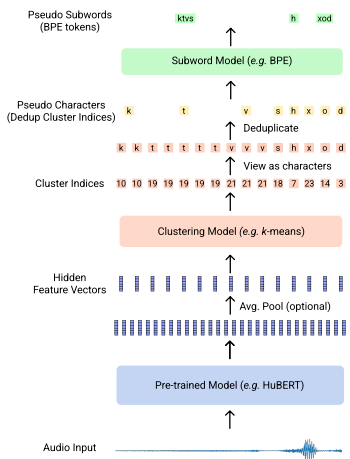 Pseudo Subwords
(BPE tokens)
ktvs h xod
Subword Model (e.g. BPE)
Pseudo Characters
(Dedup Cluster Indices)
k t v s h x o d
Deduplicate
k k t t t t t v v v s h x o d
View as characters
Cluster Indices
10 10 19 19 19 19 19 21 21 21 18 7 23 14 3
Clustering Model (e.g. k-means)
Hidden
Feature Vectors
Avg. Pool (optional)
Pre-trained Model (e.g. HuBERT)
Audio Input